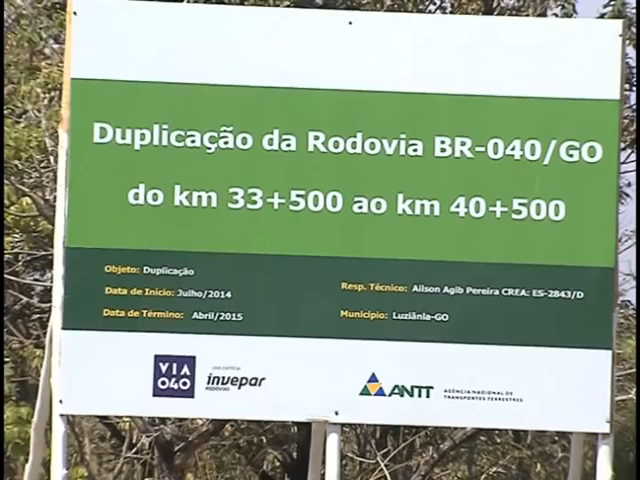 Duplicação da Rodovia BR-040/GO
do km 33+500 ao km 40+500
Objeto: Duplicação
Data de Início: Julho/2014
Data de Término: Abril/2015
Resp. Técnico: Ailson Agib Pereira CREA: ES-2843/D
Município: Luziânia-GO
VIA
040
invepar
RODOVIAS
ANTT
AGÊNCIA NACIONAL DE
TRANSPORTES TERRESTRES